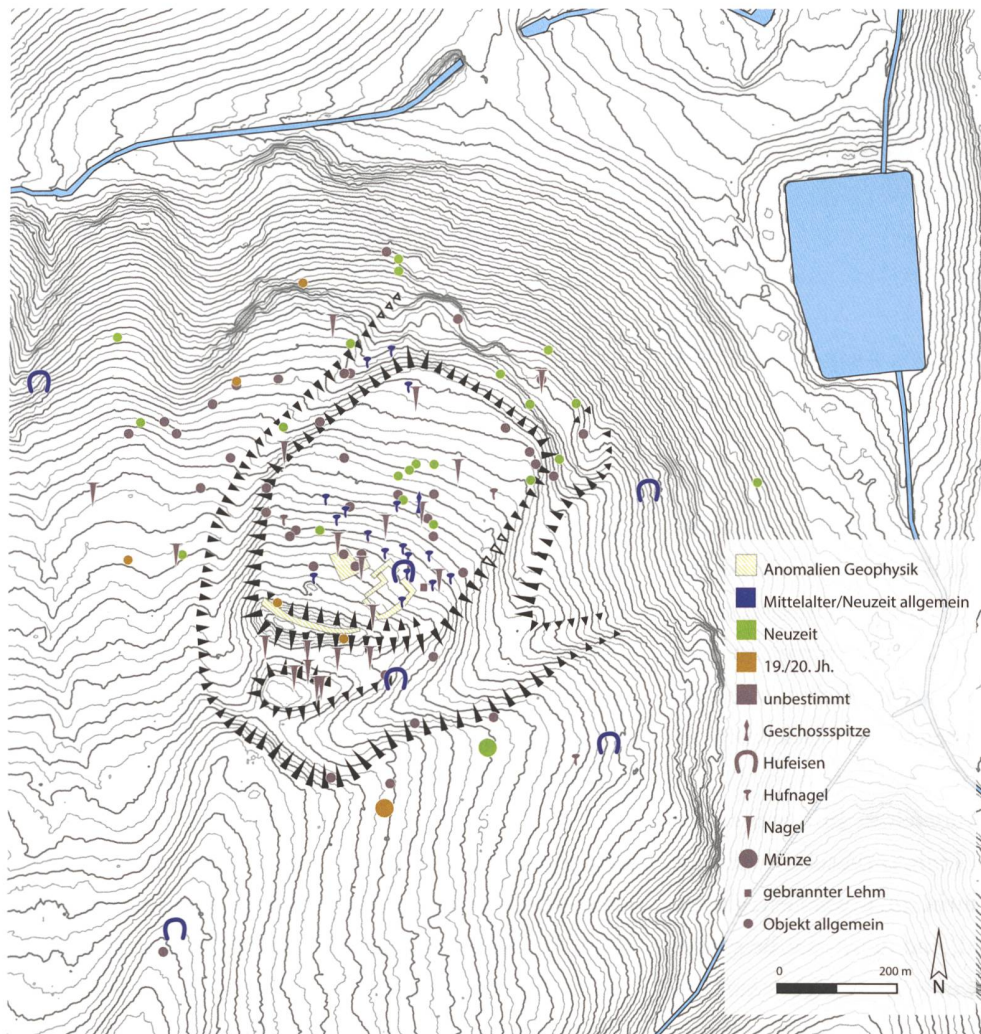 Anomalien Geophysik
Mittelalter/Neuzeit allgemein
Neuzeit
19./20. Jh.
unbestimmt
Geschossspitze
Hufeisen
Hufnagel
Nagel
Münze
gebrannter Lehm
Objekt allgemein
0 200 m
N